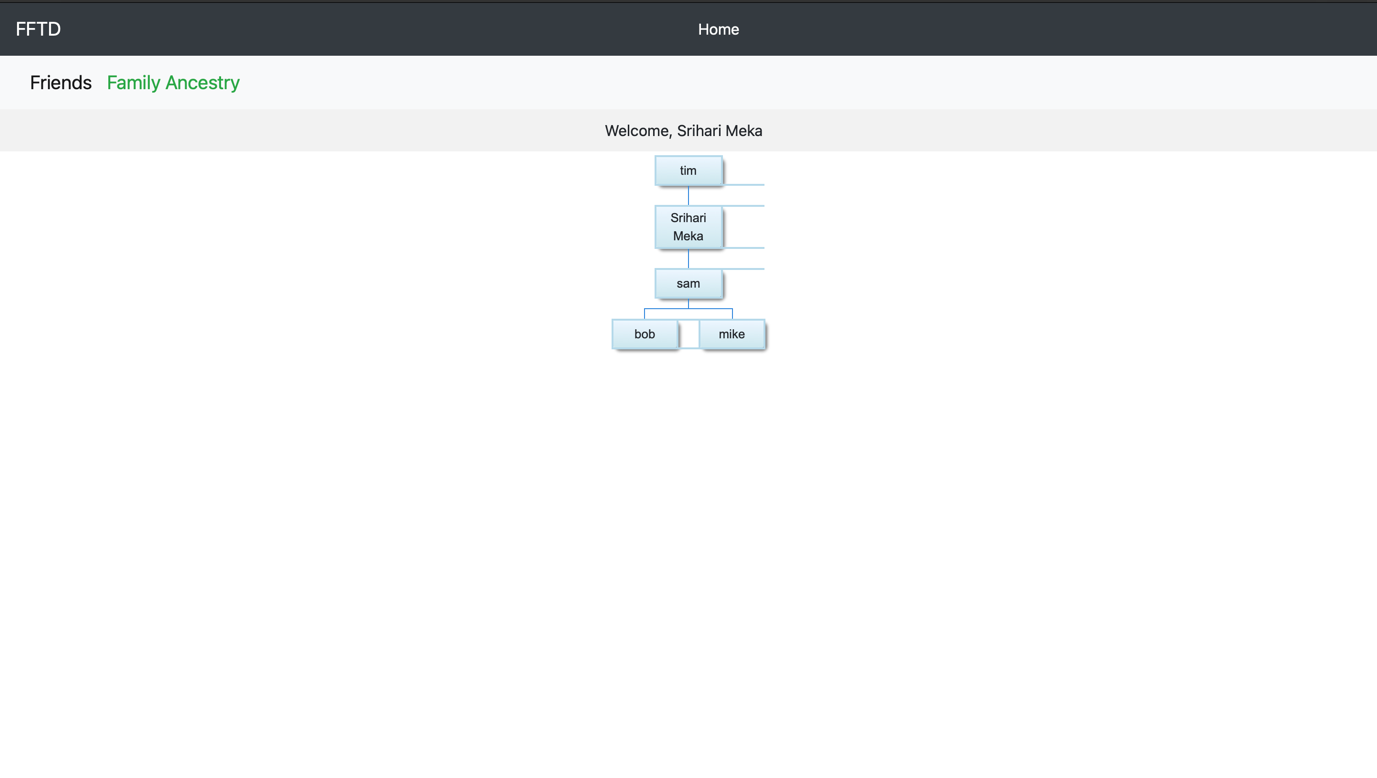 FFTD Home
Friends Family Ancestry
Welcome, Srihari Meka
tim
Srihari
Meka
sam
bob mike